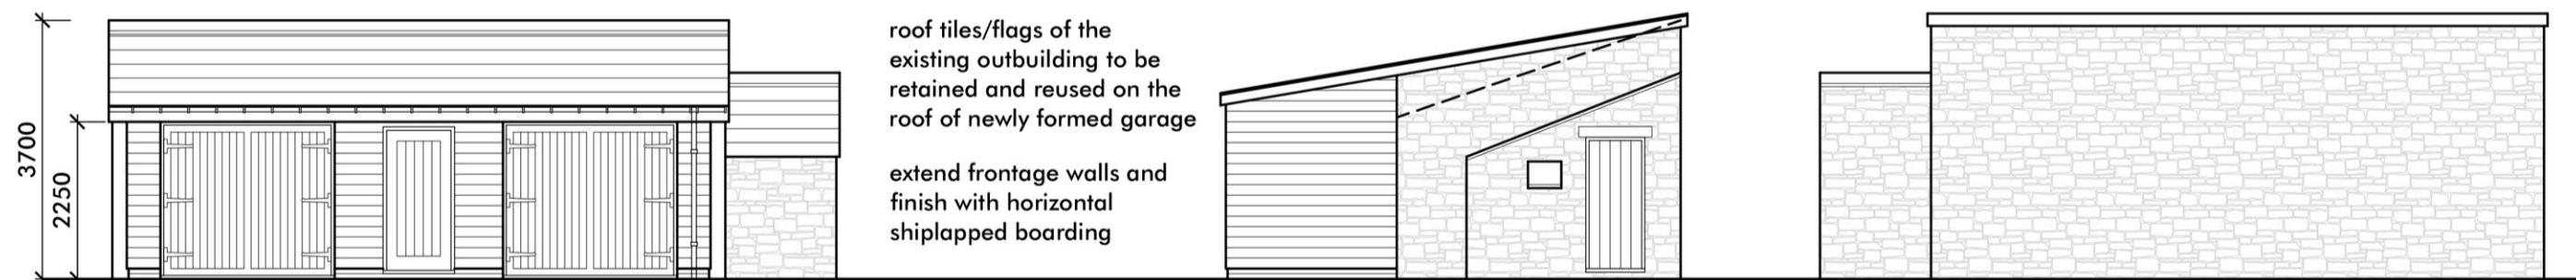 3700
2250
roof tiles/flags of the
existing outbuilding to be
retained and reused on the
roof of newly formed garage
extend frontage walls and
finish with horizontal
shiplapped boarding